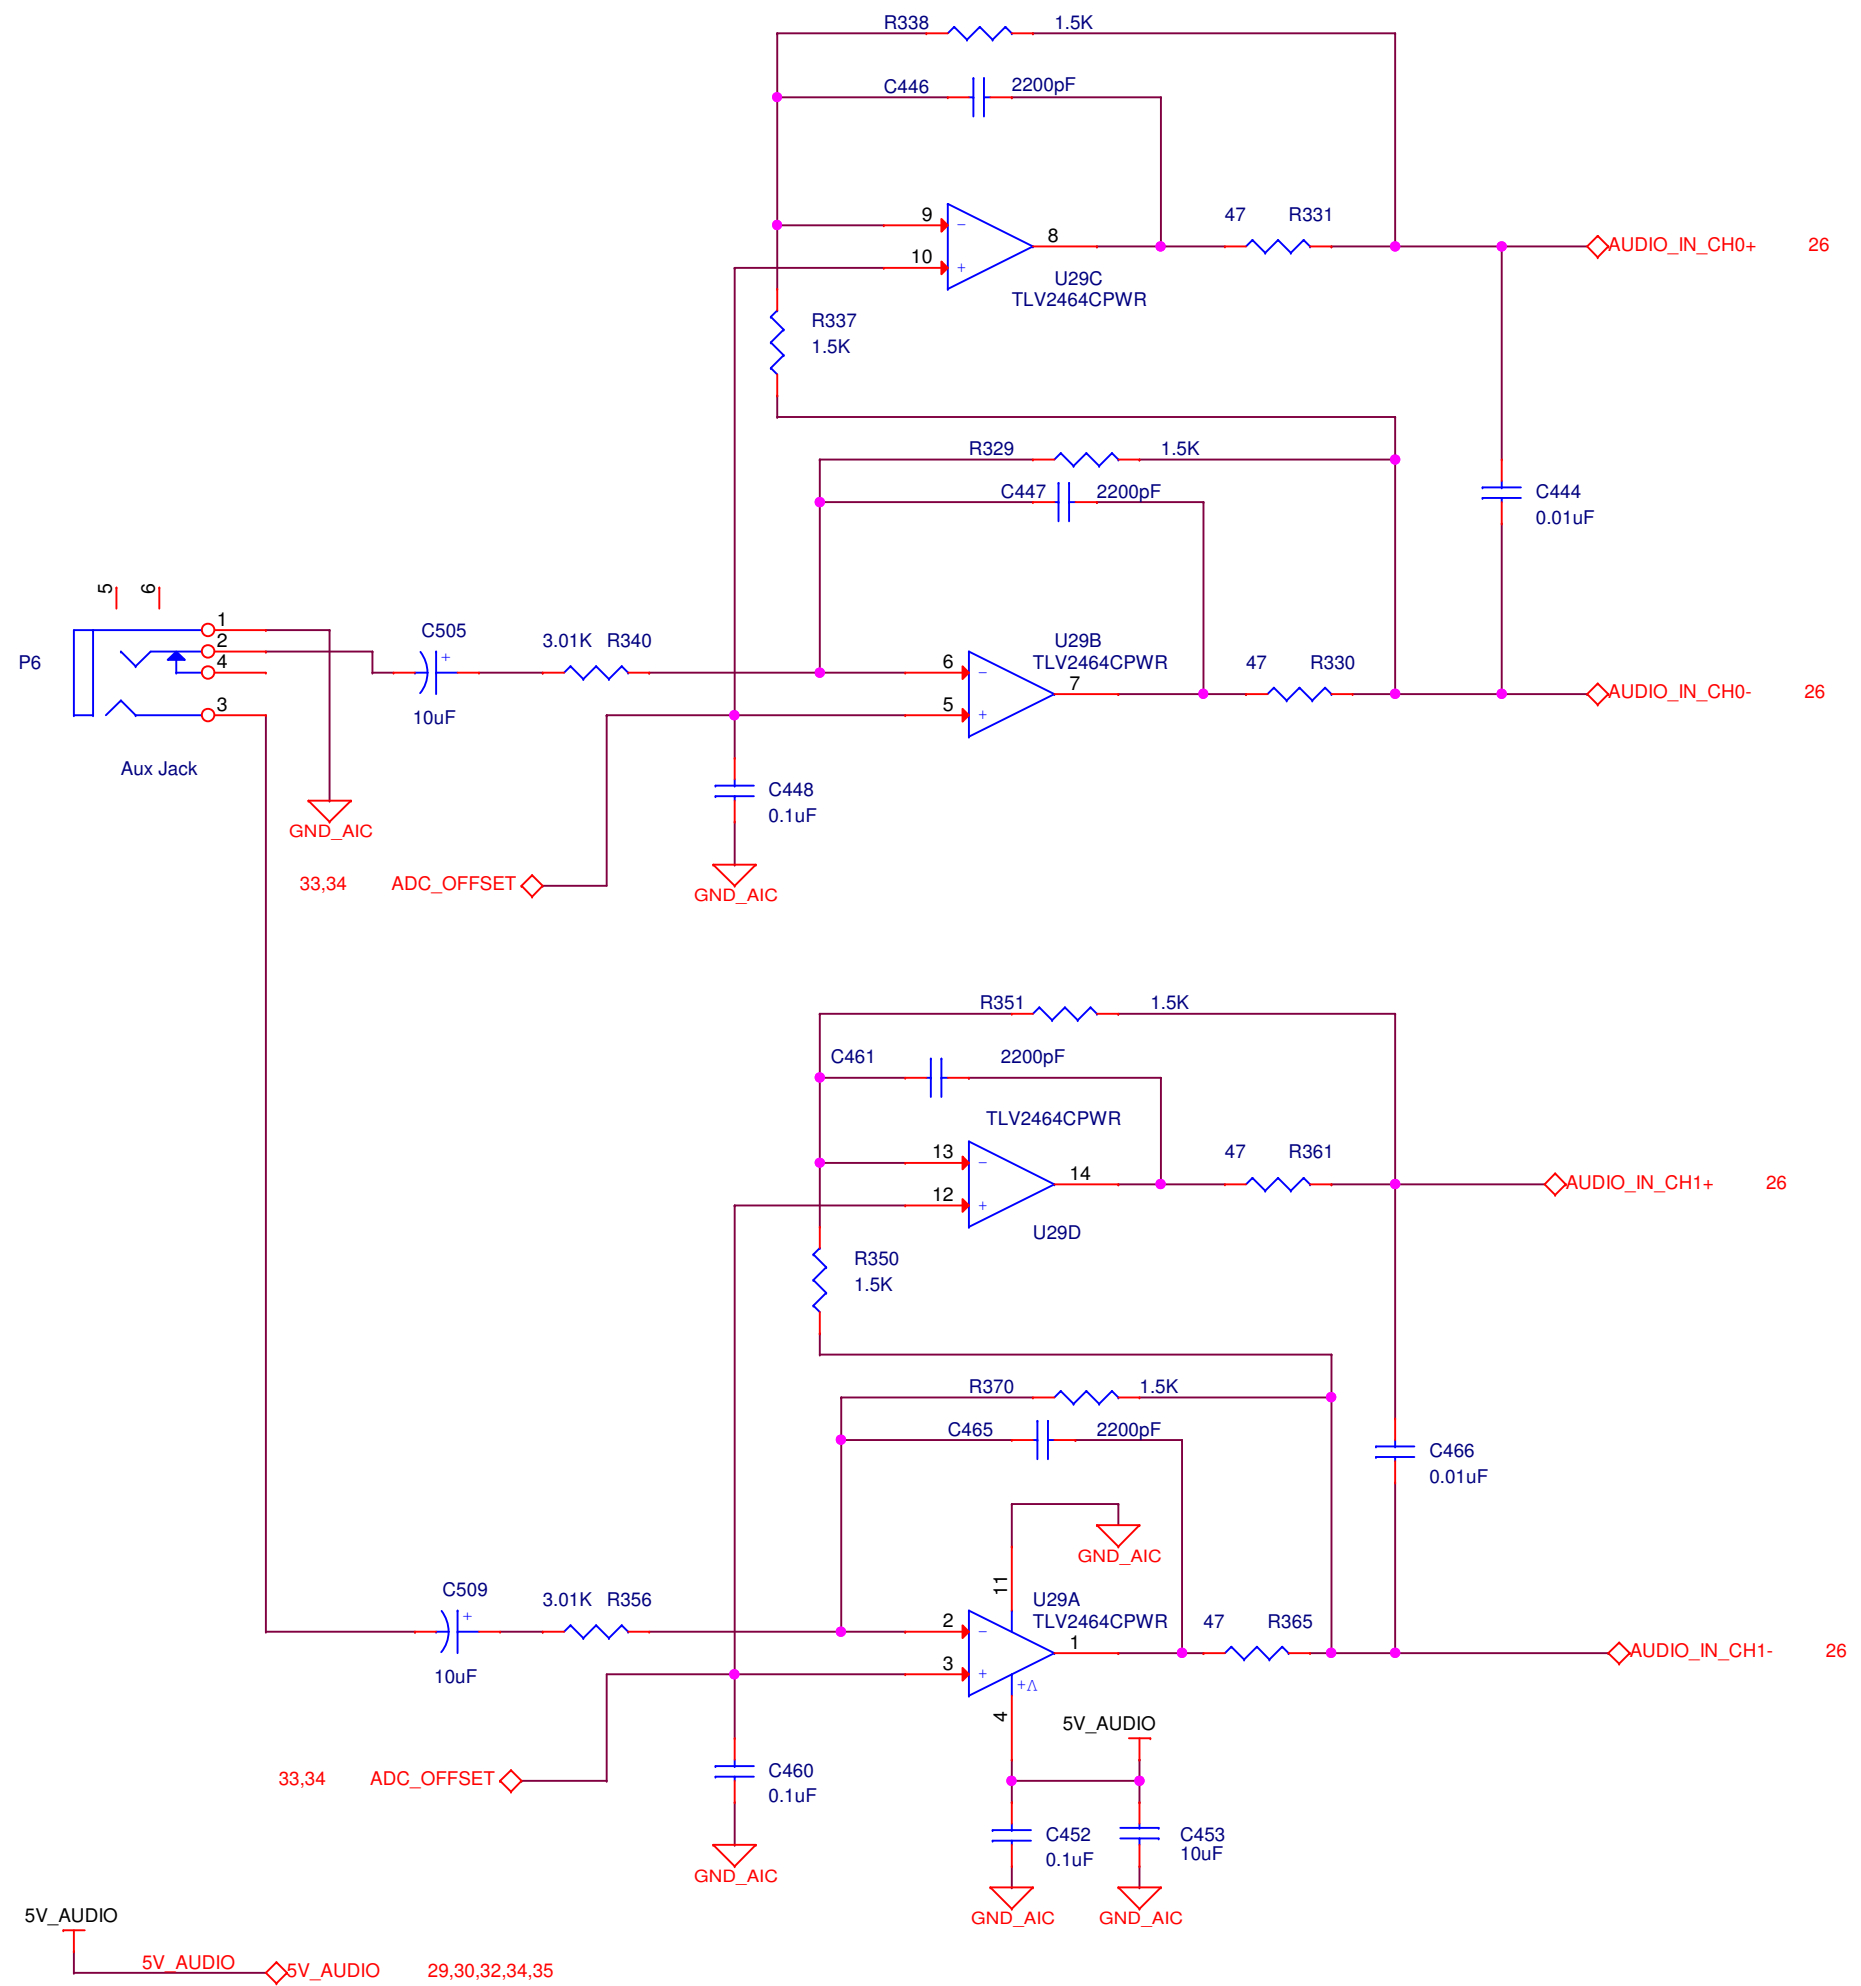 R338 1.5K
C446 2200pF
9
-
8
10
+
47 R331
AUDIO_IN_CH0+ 26
U29C
TLV2464CPWR
R337
1.5K
R329 1.5K
C447 2200pF
C444
0.01uF
5 6
1
2
4
3
P6
Aux Jack
GND_AIC
C505
+
10uF
3.01K R340
6
-
7
5
+
U29B
TLV2464CPWR
47 R330
AUDIO_IN_CH0- 26
C448
0.1uF
GND_AIC
33,34 ADC_OFFSET
R351 1.5K
C461 2200pF
TLV2464CPWR
13
-
14
12
+
U29D
47 R361
AUDIO_IN_CH1+ 26
R350
1.5K
R370 1.5K
C465 2200pF
C466
0.01uF
GND_AIC
11
C509
+
10uF
3.01K R356
2
-
1
3
+
+V
4
U29A
TLV2464CPWR
47 R365
AUDIO_IN_CH1- 26
5V_AUDIO
33,34 ADC_OFFSET
C460
0.1uF
GND_AIC
C452
0.1uF
GND_AIC
C453
10uF
GND_AIC
5V_AUDIO
5V_AUDIO 5V_AUDIO 29,30,32,34,35